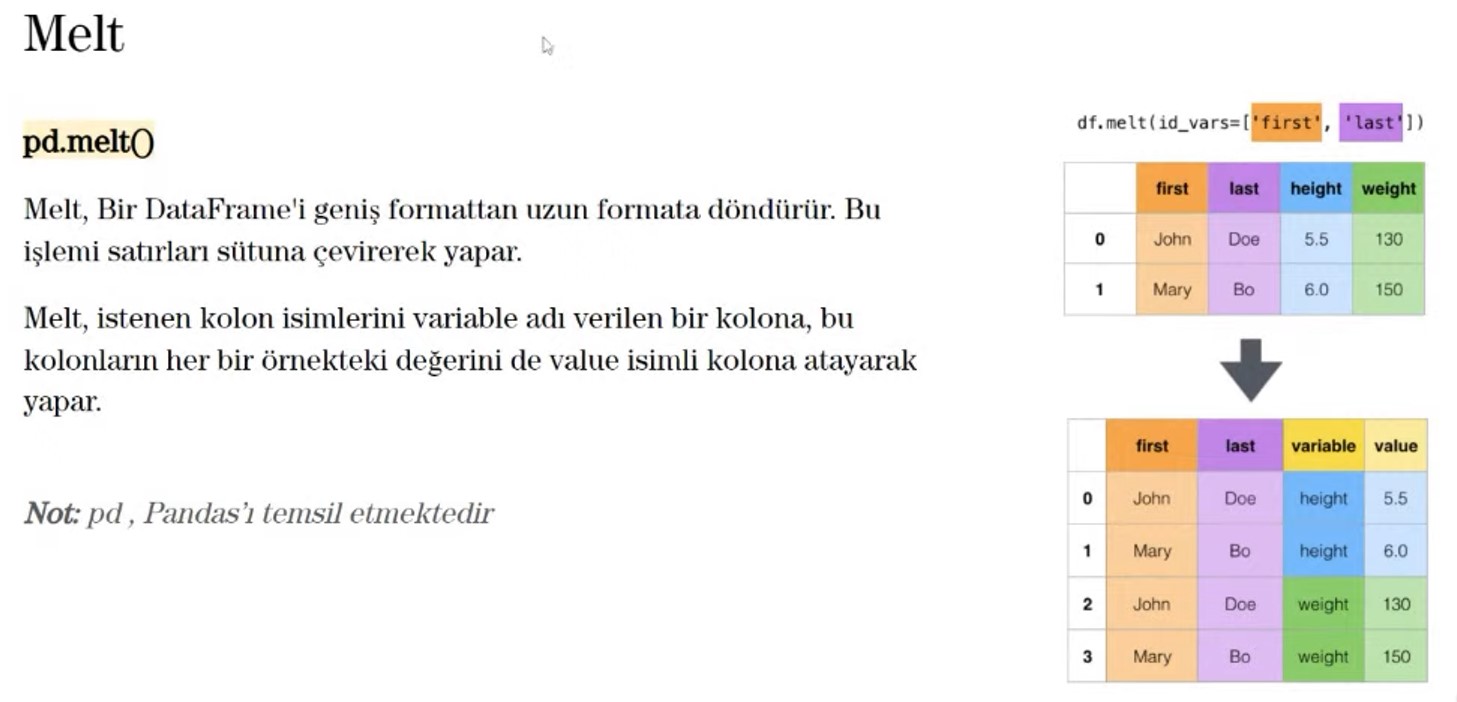 Melt
pd.melt()
Melt, Bir DataFrame'i geniş formattan uzun formata döndürür. Bu
işlemi satırları sütuna çevirerek yapar.
Melt, istenen kolon isimlerini variable adı verilen bir kolona, bu
kolonların her bir örnekteki değerini de value isimli kolona atayarak
yapar.
Not: pd , Pandas’ı temsil etmektedir
df.melt(id_vars=['first', 'last'])
first last height weight
0 John Doe 5.5 130
1 Mary Bo 6.0 150
first last variable value
0 John Doe height 5.5
1 Mary Bo height 6.0
2 John Doe weight 130
3 Mary Bo weight 150